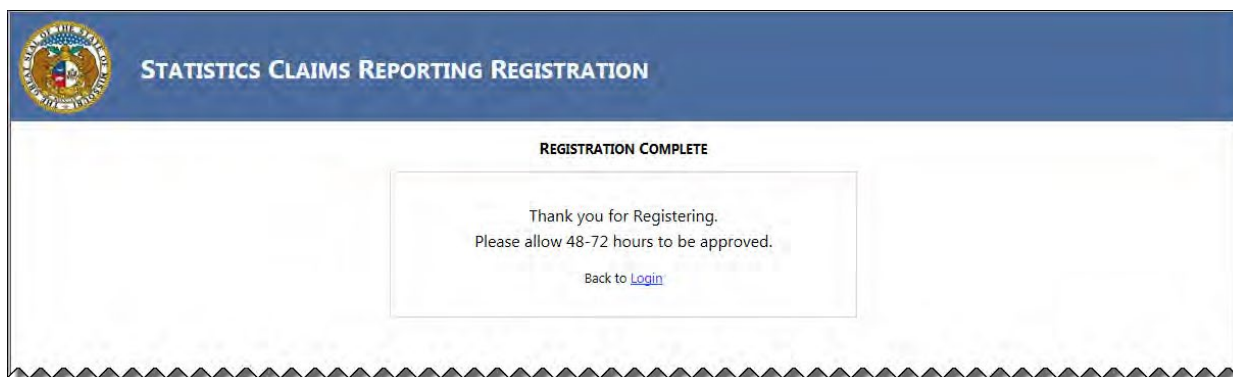 STATISTICS CLAIMS REPORTING REGISTRATION
REGISTRATION COMPLETE
Thank you for Registering.
Please allow 48-72 hours to be approved.
Back to Login